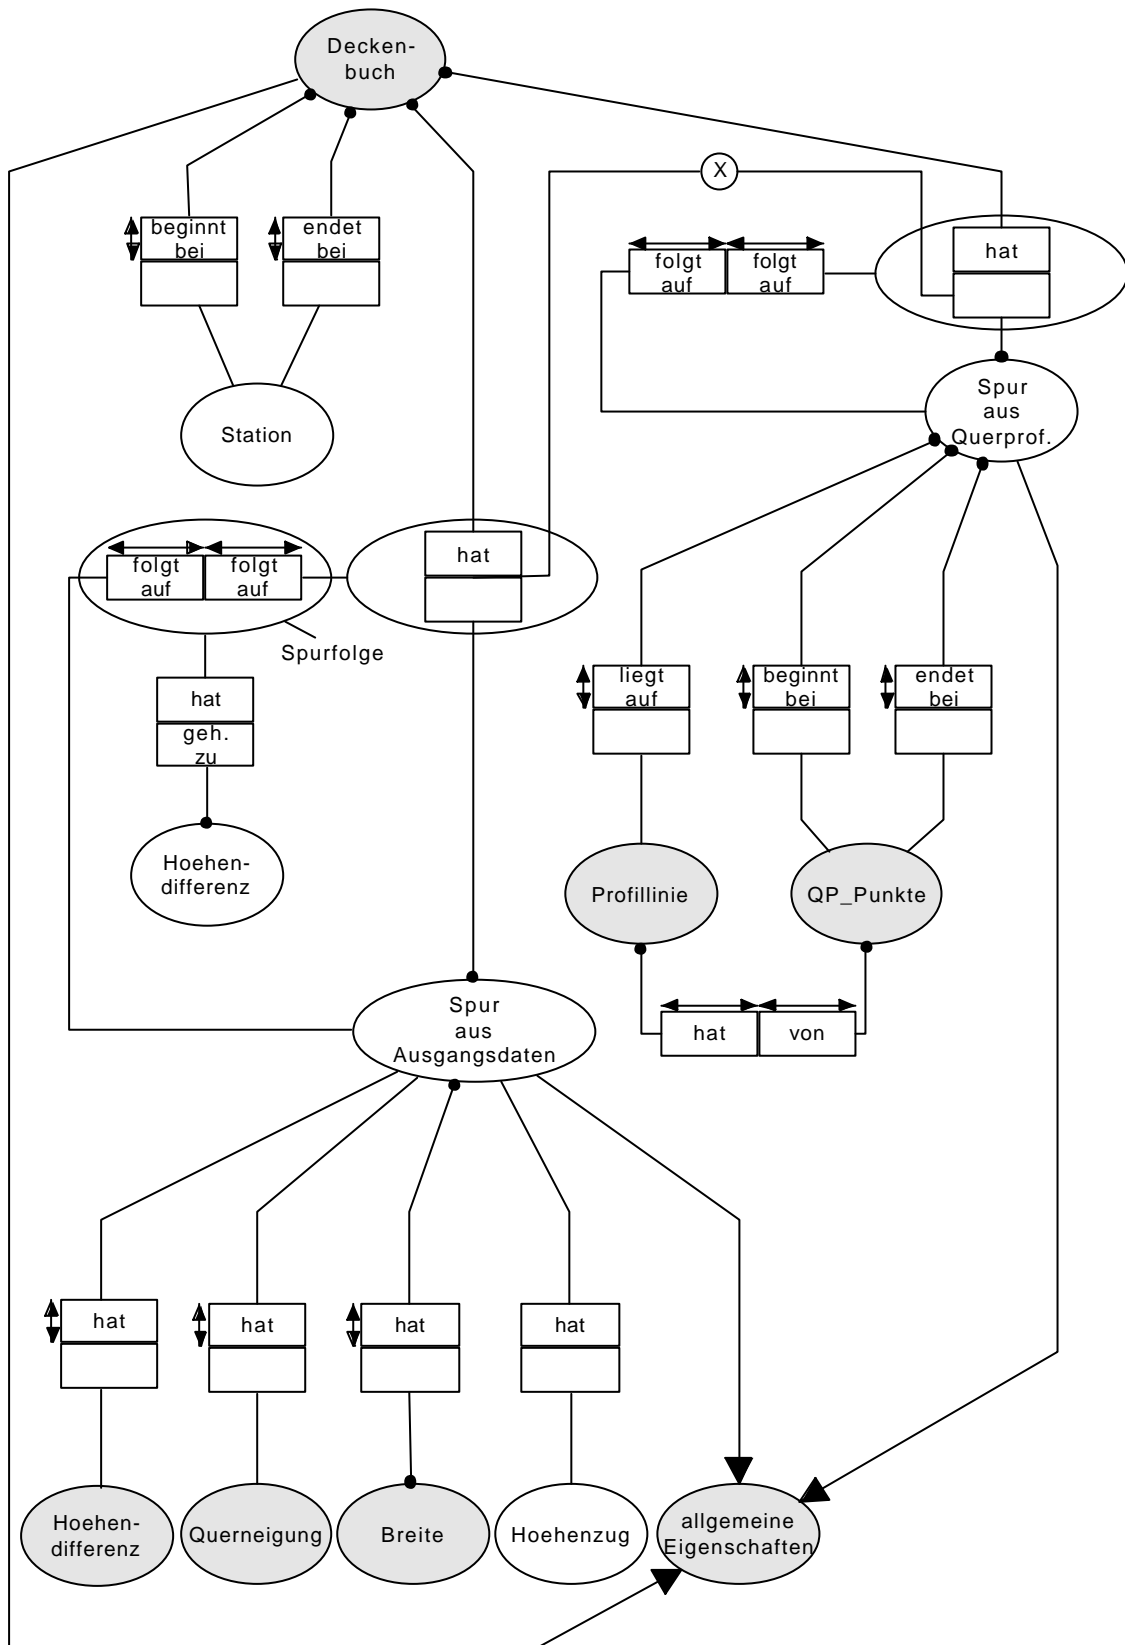 Decken-
buch
X
beginnt
bei
endet
bei
hat
folgt
auf
folgt
auf
Spur
aus
Querprof.
Station
hat
folgt
auf
folgt
auf
Spurfolge
liegt
auf
beginnt
bei
endet
bei
hat
geh.
zu
Hoehen-
differenz
Profillinie
QP_Punkte
Spur
aus
Ausgangsdaten
hat
von
hat
hat
hat
hat
Hoehen-
differenz
Querneigung
Breite
Hoehenzug
allgemeine
Eigenschaften